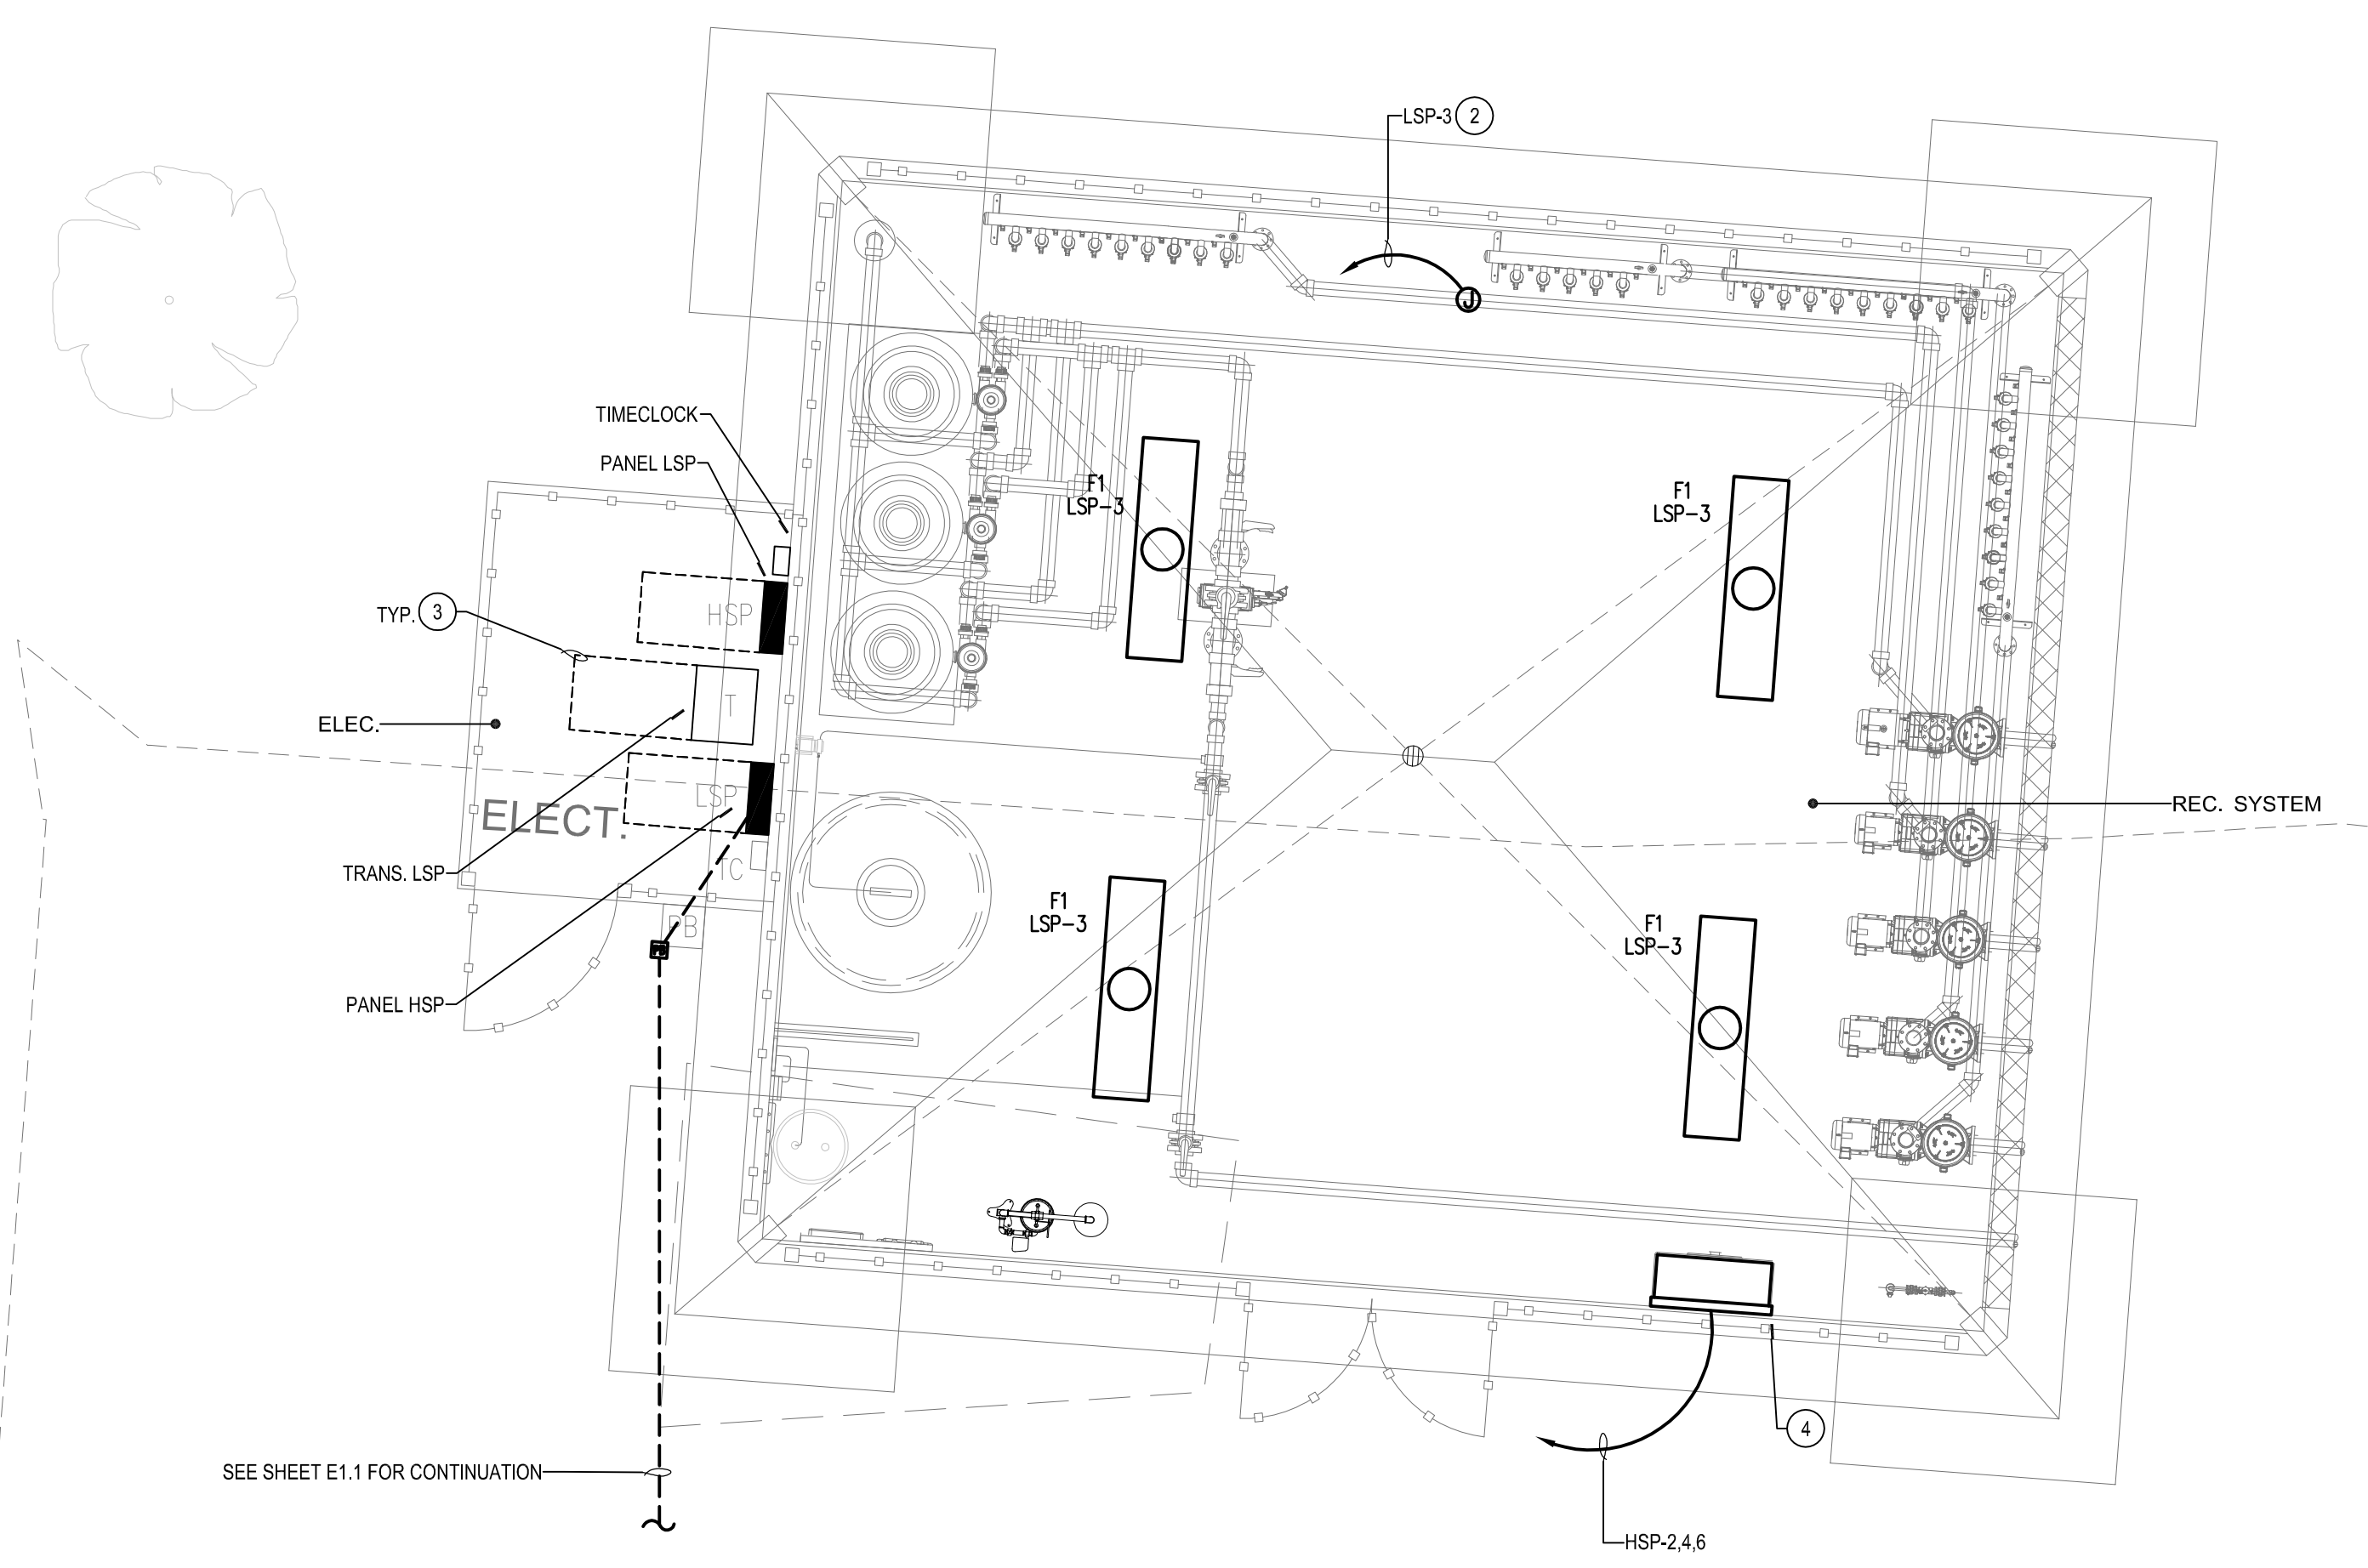 LSP-3 2
TIMECLOCK
PANEL LSP
F1
LSP-3
F1
LSP-3
TYP. 3
HSP
T
ELEC.
LSP
ELECT.
REC. SYSTEM
TRANS. LSP
TC
F1
LSP-3
F1
LSP-3
PB
PB
PANEL HSP
J
4
SEE SHEET E1.1 FOR CONTINUATION
HSP-2,4,6